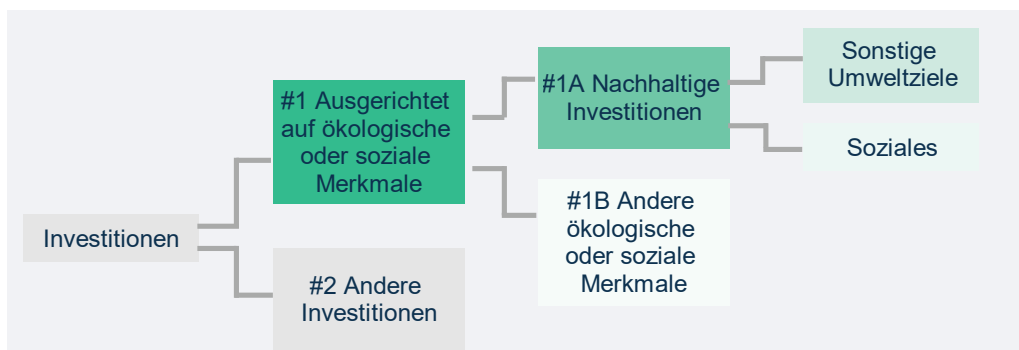 Investitionen
#1 Ausgerichtet
auf ökologische
oder soziale
Merkmale
#2 Andere
Investitionen
#1A Nachhaltige
Investitionen
#1B Andere
ökologische
oder soziale
Merkmale
Sonstige
Umweltziele
Soziales